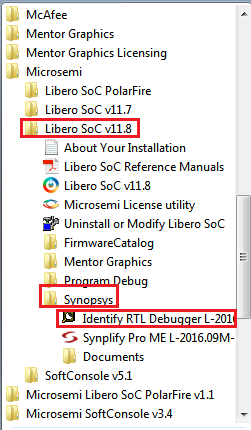 McAfee
Mentor Graphics
Mentor Graphics Licensing
Microsemi
Libero SoC PolarFire
Libero SoC v11.7
Libero SoC v11.8
About Your Installation
Libero SoC Reference Manuals
Libero SoC v11.8
Microsemi License utility
Uninstall or Modify Libero SoC
FirmwareCatalog
Mentor Graphics
Program Debug
Synopsys
Identify RTL Debugger L-2016
Synplify Pro ME L-2016.09M-
Documents
SoftConsole v5.1
Microsemi Libero SoC PolarFire v1.1
Microsemi SoftConsole v3.4